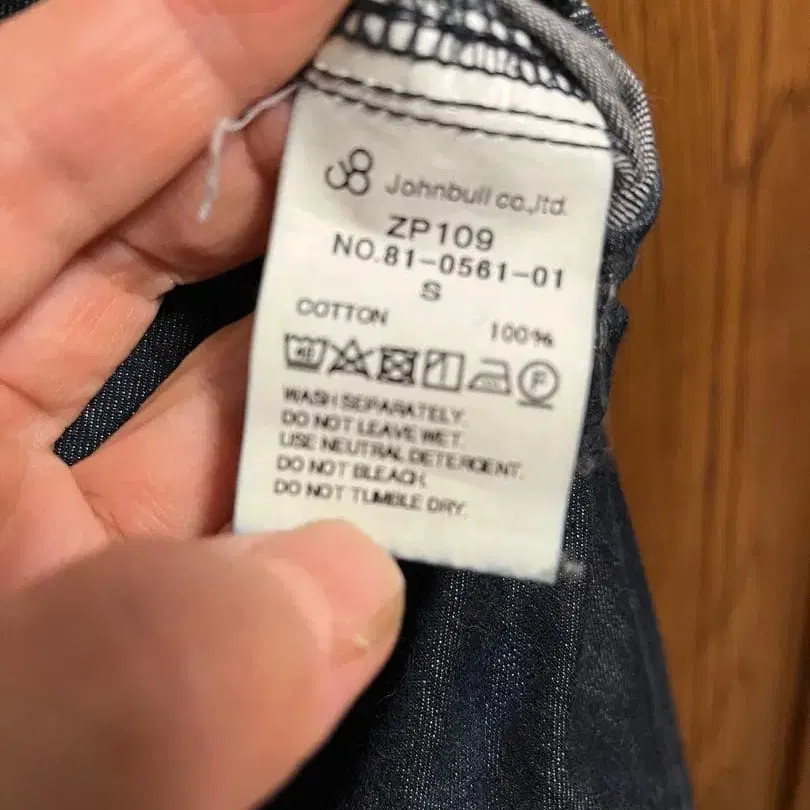 Johnbull co.,ltd.
ZP109
NO.81-0561-01
S
COTTON 100%
F
WASH SEPARATELY.
DO NOT LEAVE WET.
USE NEUTRAL DETERGENT.
DO NOT BLEACH.
DO NOT TUMBLE DRY.